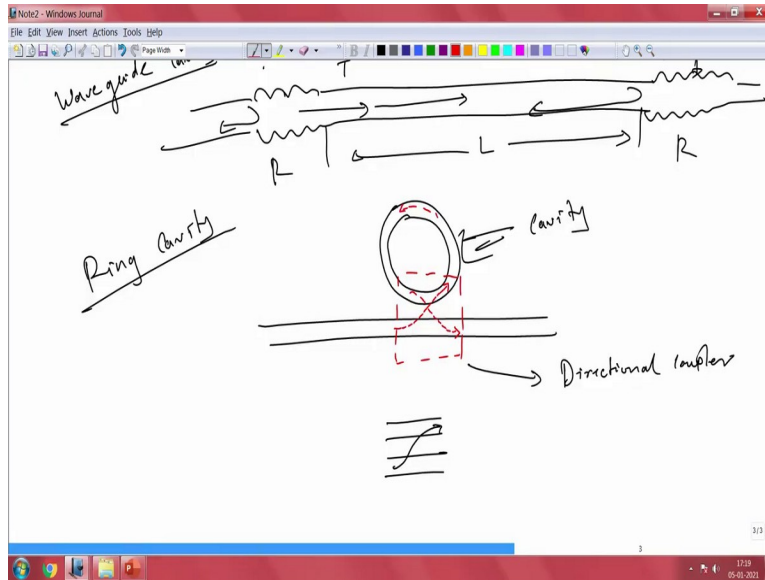 Note2 - Windows Journal
File Edit View Insert Actions Tools Help
Page Width
B I
Waveguide
T
R
L
R
Ring Cavity
Cavity
Directional Coupler
3/3
3
17:19
05-01-2021